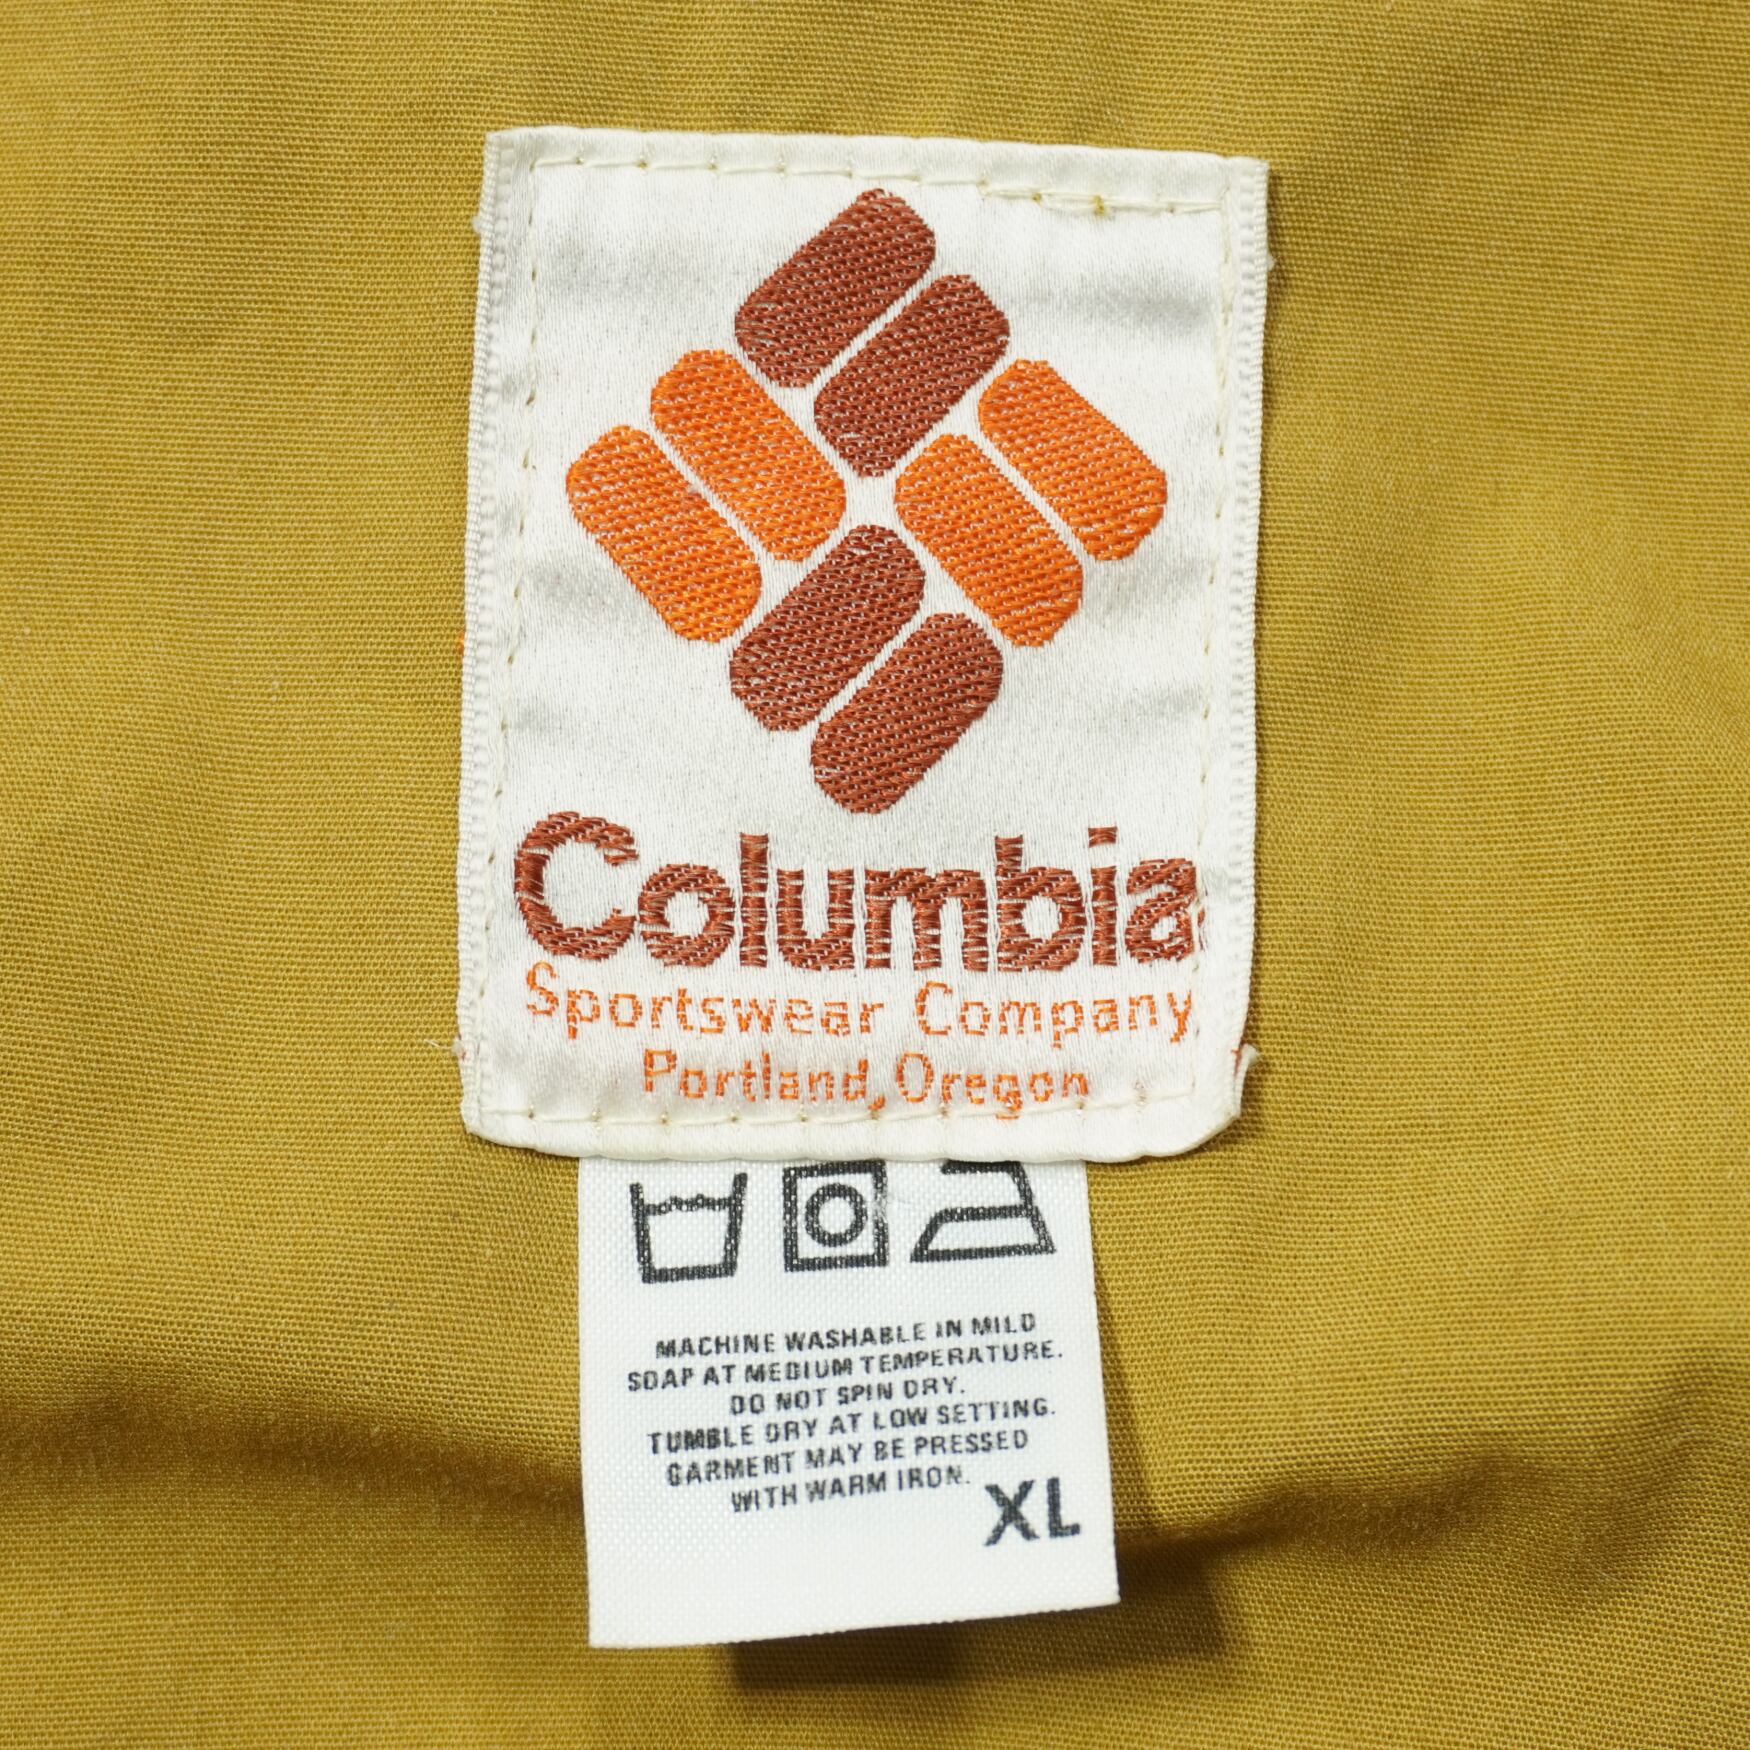 Columbia
Sportswear Company
Portland, Oregon
MACHINE WASHABLE IN MILD
SOAP AT MEDIUM TEMPERATURE.
DO NOT SPIN DRY.
TUMBLE DRY AT LOW SETTING.
GARMENT MAY BE PRESSED
WITH WARM IRON.
XL